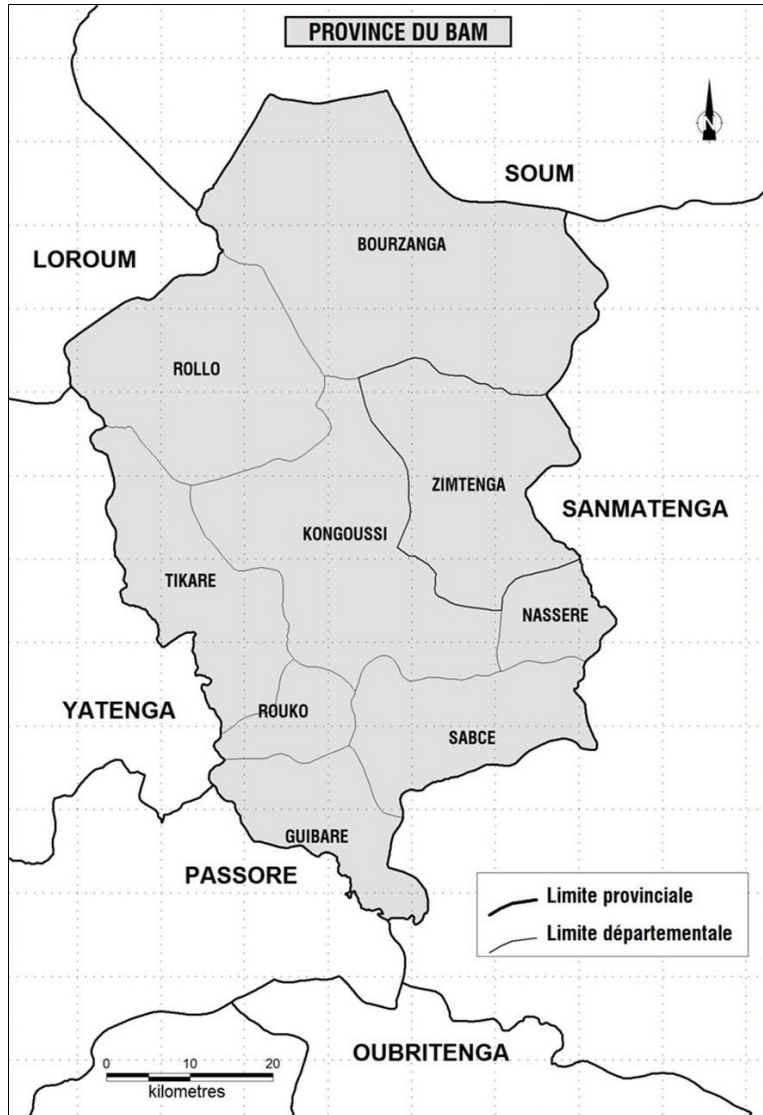 PROVINCE DU BAM
N
SOUM
BOURZANGA
LOROUM
ROLLO
ZIMTENGA
SANMATENGA
KONGOUSSI
TIKARE
NASSERE
YATENGA
ROUKO
SABCE
GUIBARE
PASSORE
Limite provinciale
Limite départementale
OUBRITENGA
0 10 20
kilometres